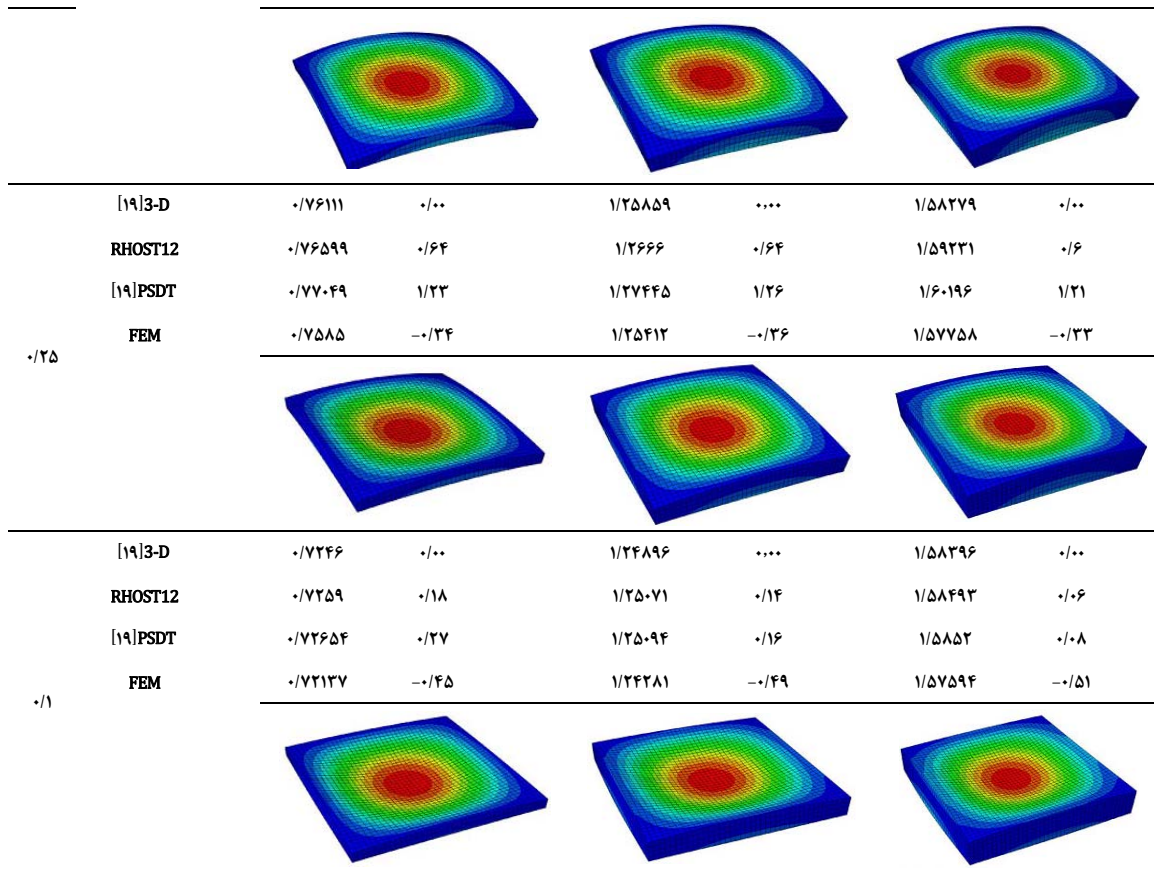 [۱۹]3-D ۰/۷۶۱۱۱ ۰/۰۰ ۱/۲۵۸۵۹ ۰,۰۰ ۱/۵۸۲۷۹ ۰/۰۰
RHOST12 ۰/۷۶۵۹۹ ۰/۶۴ ۱/۲۶۶۶ ۰/۶۴ ۱/۵۹۲۳۱ ۰/۶
[۱۹]PSDT ۰/۷۷۰۴۹ ۱/۲۳ ۱/۲۷۴۴۵ ۱/۲۶ ۱/۶۰۱۹۶ ۱/۲۱
FEM ۰/۷۵۸۵ –۰/۳۴ ۱/۲۵۴۱۲ –۰/۳۶ ۱/۵۷۷۵۸ –۰/۳۳
۰/۲۵
[۱۹]3-D ۰/۷۲۴۶ ۰/۰۰ ۱/۲۴۸۹۶ ۰,۰۰ ۱/۵۸۳۹۶ ۰/۰۰
RHOST12 ۰/۷۲۵۹ ۰/۱۸ ۱/۲۵۰۷۱ ۰/۱۴ ۱/۵۸۴۹۳ ۰/۰۶
[۱۹]PSDT ۰/۷۲۶۵۴ ۰/۲۷ ۱/۲۵۰۹۴ ۰/۱۶ ۱/۵۸۵۲ ۰/۰۸
FEM ۰/۷۲۱۳۷ –۰/۴۵ ۱/۲۴۲۸۱ –۰/۴۹ ۱/۵۷۵۹۴ –۰/۵۱
۰/۱